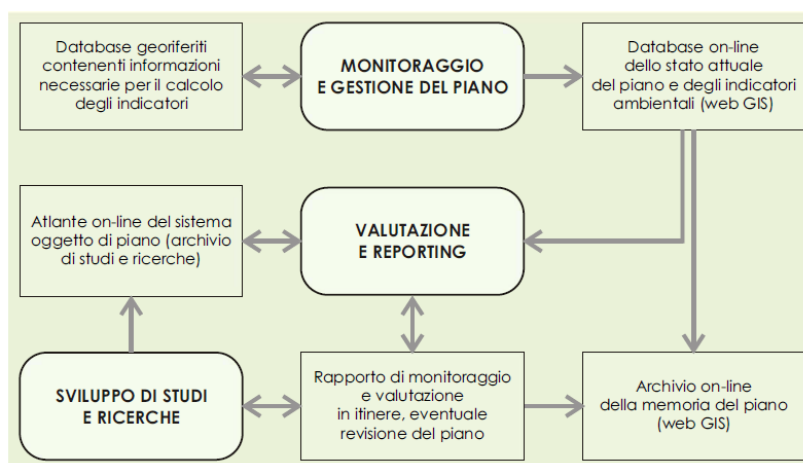 Database georiferiti
contenenti informazioni
necessarie per il calcolo
degli indicatori
MONITORAGGIO
E GESTIONE DEL PIANO
Database on-line
dello stato attuale
del piano e degli indicatori
ambientali (web GIS)
Atlante on-line del sistema
oggetto di piano (archivio
di studi e ricerche)
VALUTAZIONE
E REPORTING
SVILUPPO DI STUDI
E RICERCHE
Rapporto di monitoraggio
e valutazione
in itinere, eventuale
revisione del piano
Archivio on-line
della memoria del piano
(web GIS)